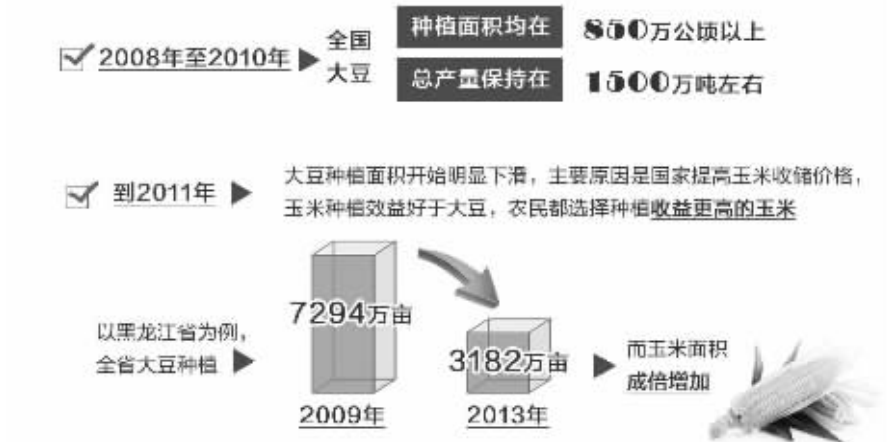 2008年至2010年
全国
大豆
种植面积均在
850万公顷以上
总产量保持在
1500万吨左右
到2011年
大豆种植面积开始明显下滑，主要原因是国家提高玉米收储价格，
玉米种植效益好于大豆，农民都选择种植收益更高的玉米
以黑龙江省为例，
全省大豆种植
7294万亩
2009年
3182万亩
2013年
而玉米面积
成倍增加